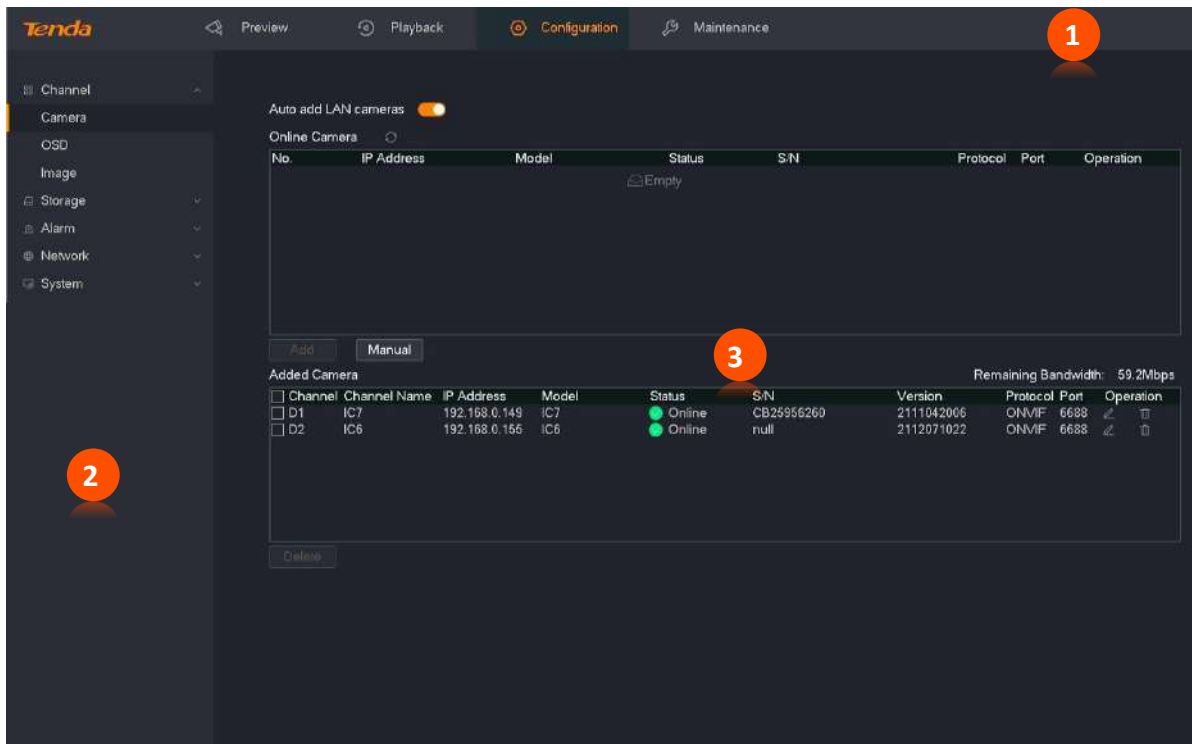 Tenda Preview Playback Configuration Maintenance 1
Channel
Camera
OSD
Image
Storage
Alarm
Network
System
2
Auto add LAN cameras
Online Camera
No. IP Address Model Status S/N Protocol Port Operation
Empty
Add Manual
3
Added Camera Remaining Bandwidth: 59.2Mbps
Channel Channel Name IP Address Model Status S/N Version Protocol Port Operation
D1 IC7 192.168.0.149 IC7 Online CB25956260 2111042006 ONVIF 6688
D2 IC6 192.168.0.156 IC6 Online null 2112071022 ONVIF 6688
Delete